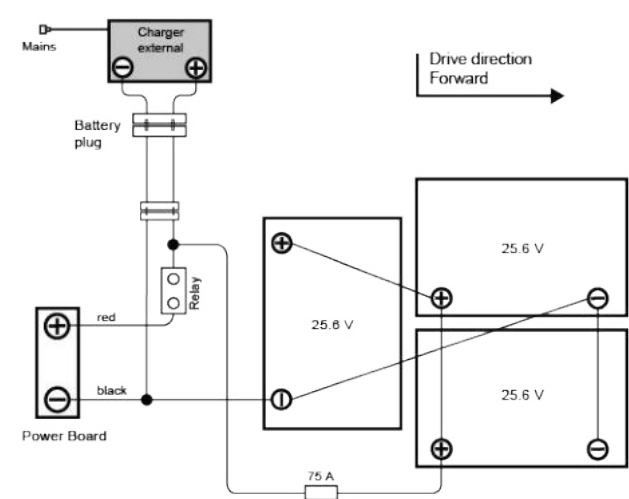 Charger
external
Mains
Drive direction
Forward
Battery
plug
25.6 V
Relay
red
25.6 V
black
25.6 V
Power Board
75 A